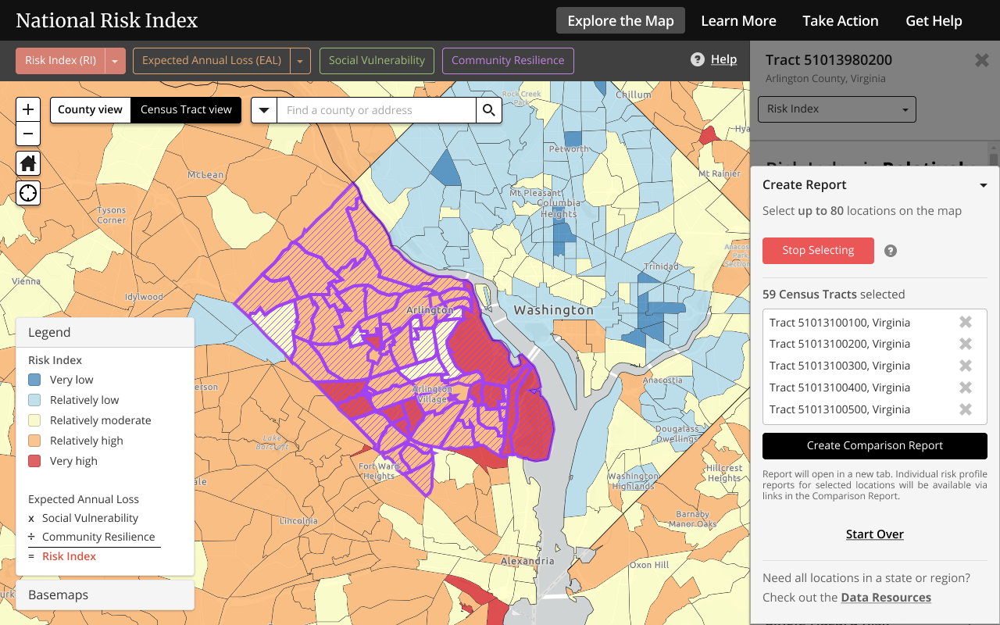 National Risk Index
Explore the Map
Learn More
Take Action
Get Help
Risk Index (RI)
Expected Annual Loss (EAL)
Social Vulnerability
Community Resilience
? Help
Tract 51013980200
Arlington County, Virginia
Risk Index
County view
Census Tract view
Find a county or address
Create Report
Select up to 80 locations on the map
Stop Selecting
?
59 Census Tracts selected
Tract 51013100100, Virginia
Tract 51013100200, Virginia
Tract 51013100300, Virginia
Tract 51013100400, Virginia
Tract 51013100500, Virginia
Create Comparison Report
Report will open in a new tab. Individual risk profile
reports for selected locations will be available via
links in the Comparison Report.
Start Over
Need all locations in a state or region?
Check out the Data Resources
Legend
Risk Index
Very low
Relatively low
Relatively moderate
Relatively high
Very high
Expected Annual Loss
x Social Vulnerability
÷ Community Resilience
= Risk Index
Basemaps
Rock Creek
Park
Chillum
Petworth
Mt Rainier
McLean
Mt Pleasant
Columbia
Heights
Tysons
Corner
Trinidad
Vienna
Idylwood
Arlington
Washington
Anacostia
Arlington
Village
Douglass
Dwellings
Lake
Barcroft
Fort Ward
Heights
Hillcrest
Heights
Washington
Highlands
Lincolnia
Barnaby
Manor Oaks
Alexandria
Oxon Hill